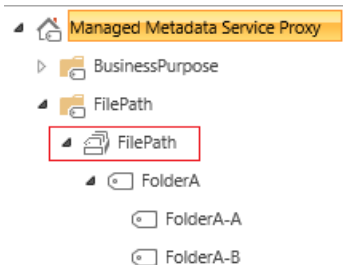 Managed Metadata Service Proxy
BusinessPurpose
FilePath
FilePath
FolderA
FolderA-A
FolderA-B